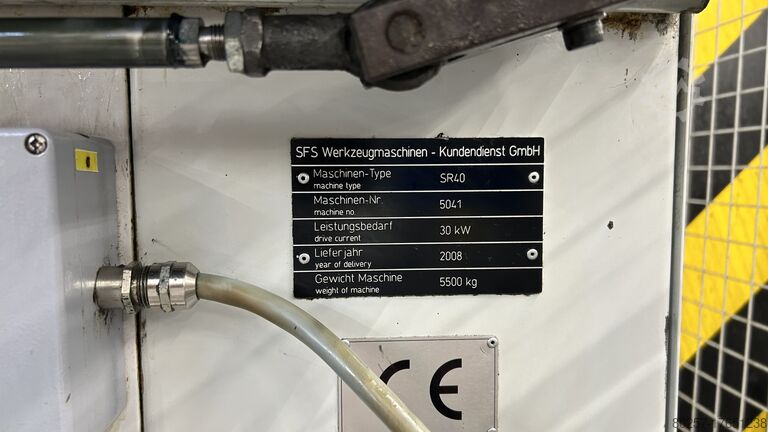 SFS Werkzeugmaschinen - Kundendienst GmbH
Maschinen-Type SR40
machine type
Maschinen-Nr. 5041
machine no.
Leistungsbedarf 30 kW
drive current
Lieferjahr 2008
year of delivery
Gewicht Maschine 5500 kg
weight of machine
CE